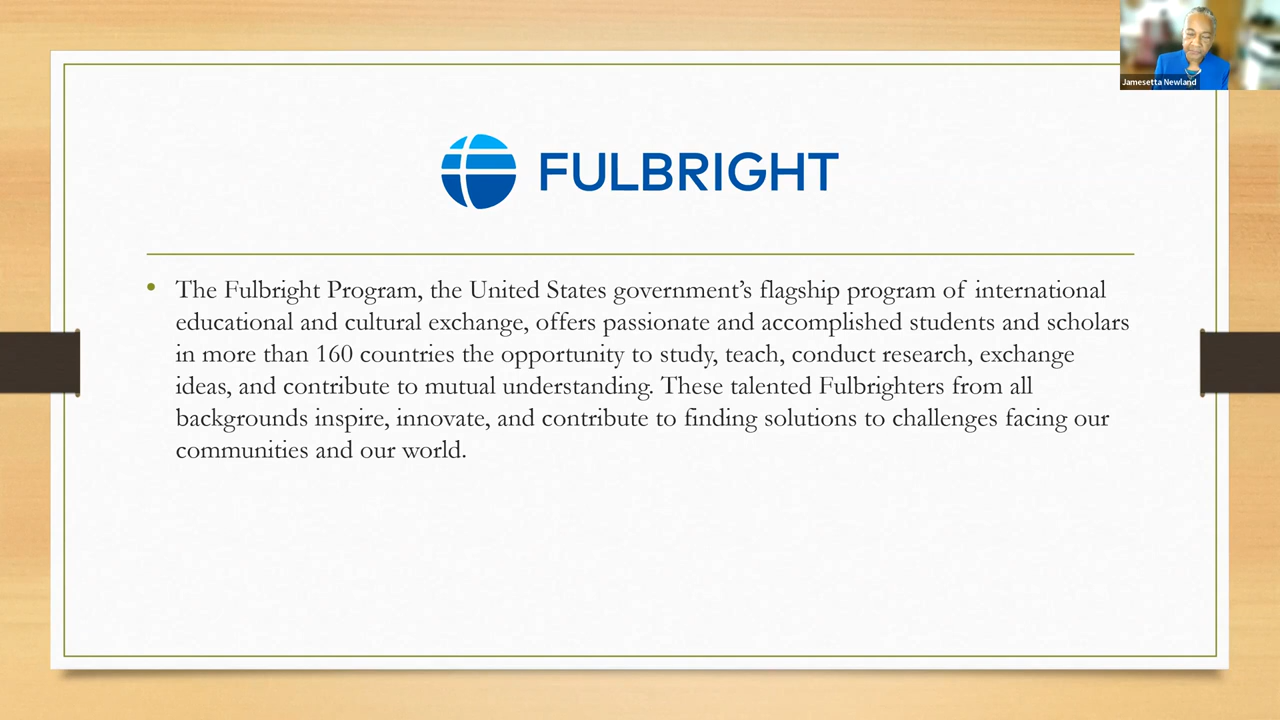 Jamesetta Newland
FULBRIGHT
• The Fulbright Program, the United States government’s flagship program of international
educational and cultural exchange, offers passionate and accomplished students and scholars
in more than 160 countries the opportunity to study, teach, conduct research, exchange
ideas, and contribute to mutual understanding. These talented Fulbrighters from all
backgrounds inspire, innovate, and contribute to finding solutions to challenges facing our
communities and our world.